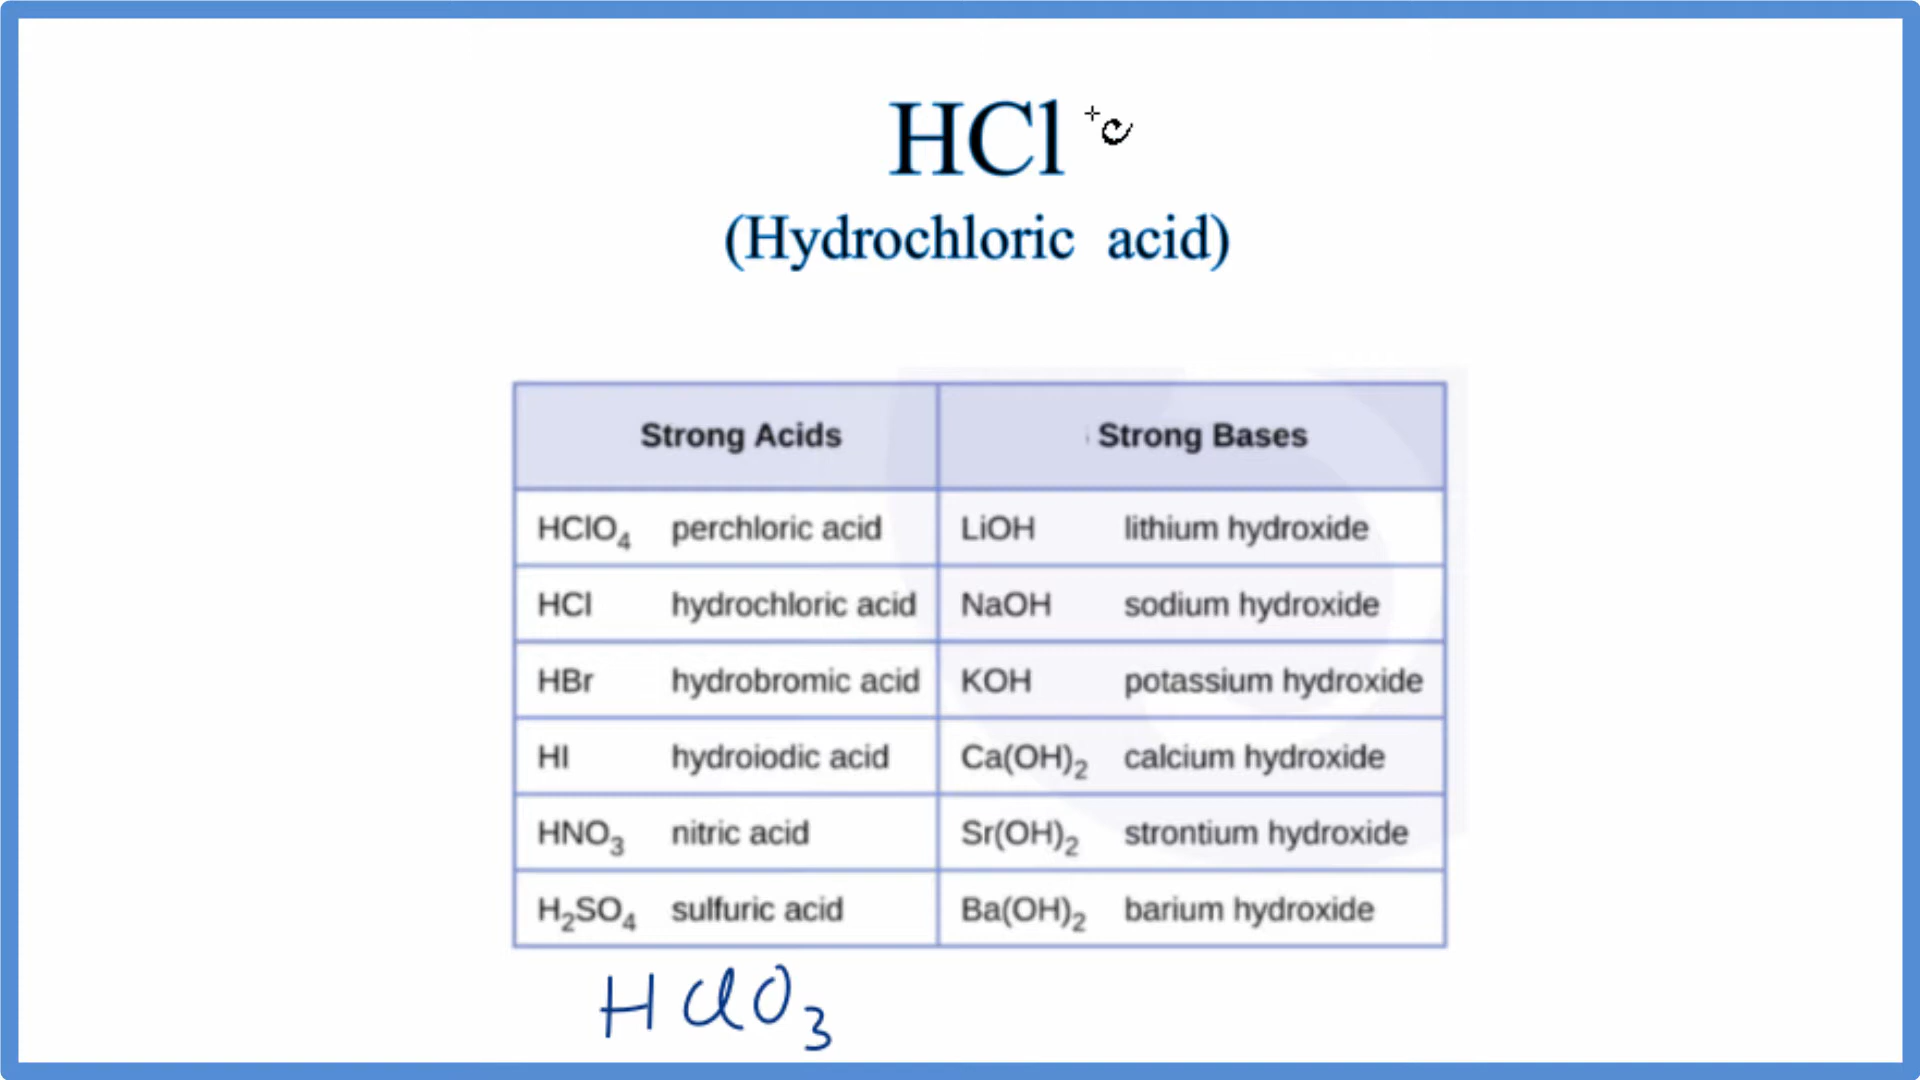 HCl
(Hydrochloric acid)
Strong Acids Strong Bases
HClO₄ perchloric acid LiOH lithium hydroxide
HCl hydrochloric acid NaOH sodium hydroxide
HBr hydrobromic acid KOH potassium hydroxide
HI hydroiodic acid Ca(OH)₂ calcium hydroxide
HNO₃ nitric acid Sr(OH)₂ strontium hydroxide
H₂SO₄ sulfuric acid Ba(OH)₂ barium hydroxide
HClO₃